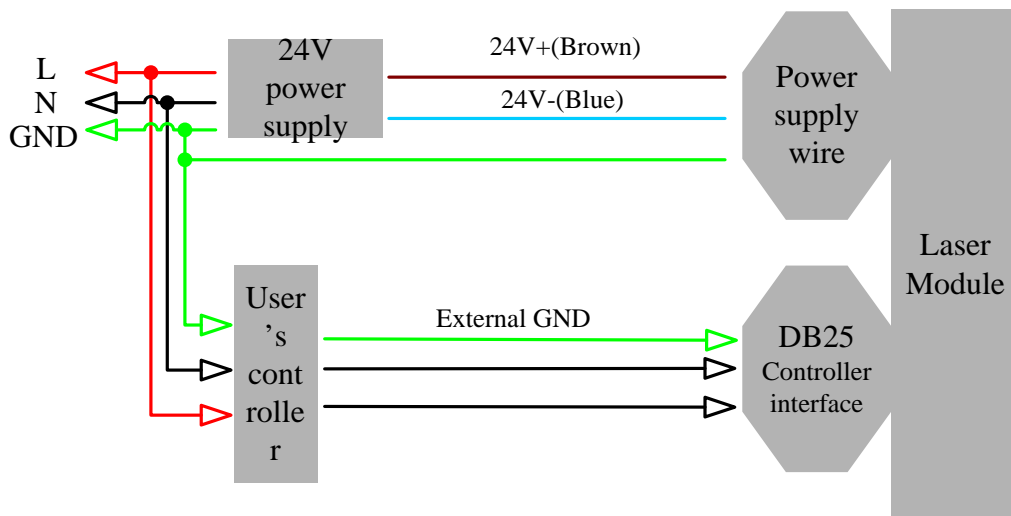 L
N
GND
24V
power
supply
24V+(Brown)
24V-(Blue)
Power
supply
wire
Laser
Module
User
’s
cont
rolle
r
External GND
DB25
Controller
interface